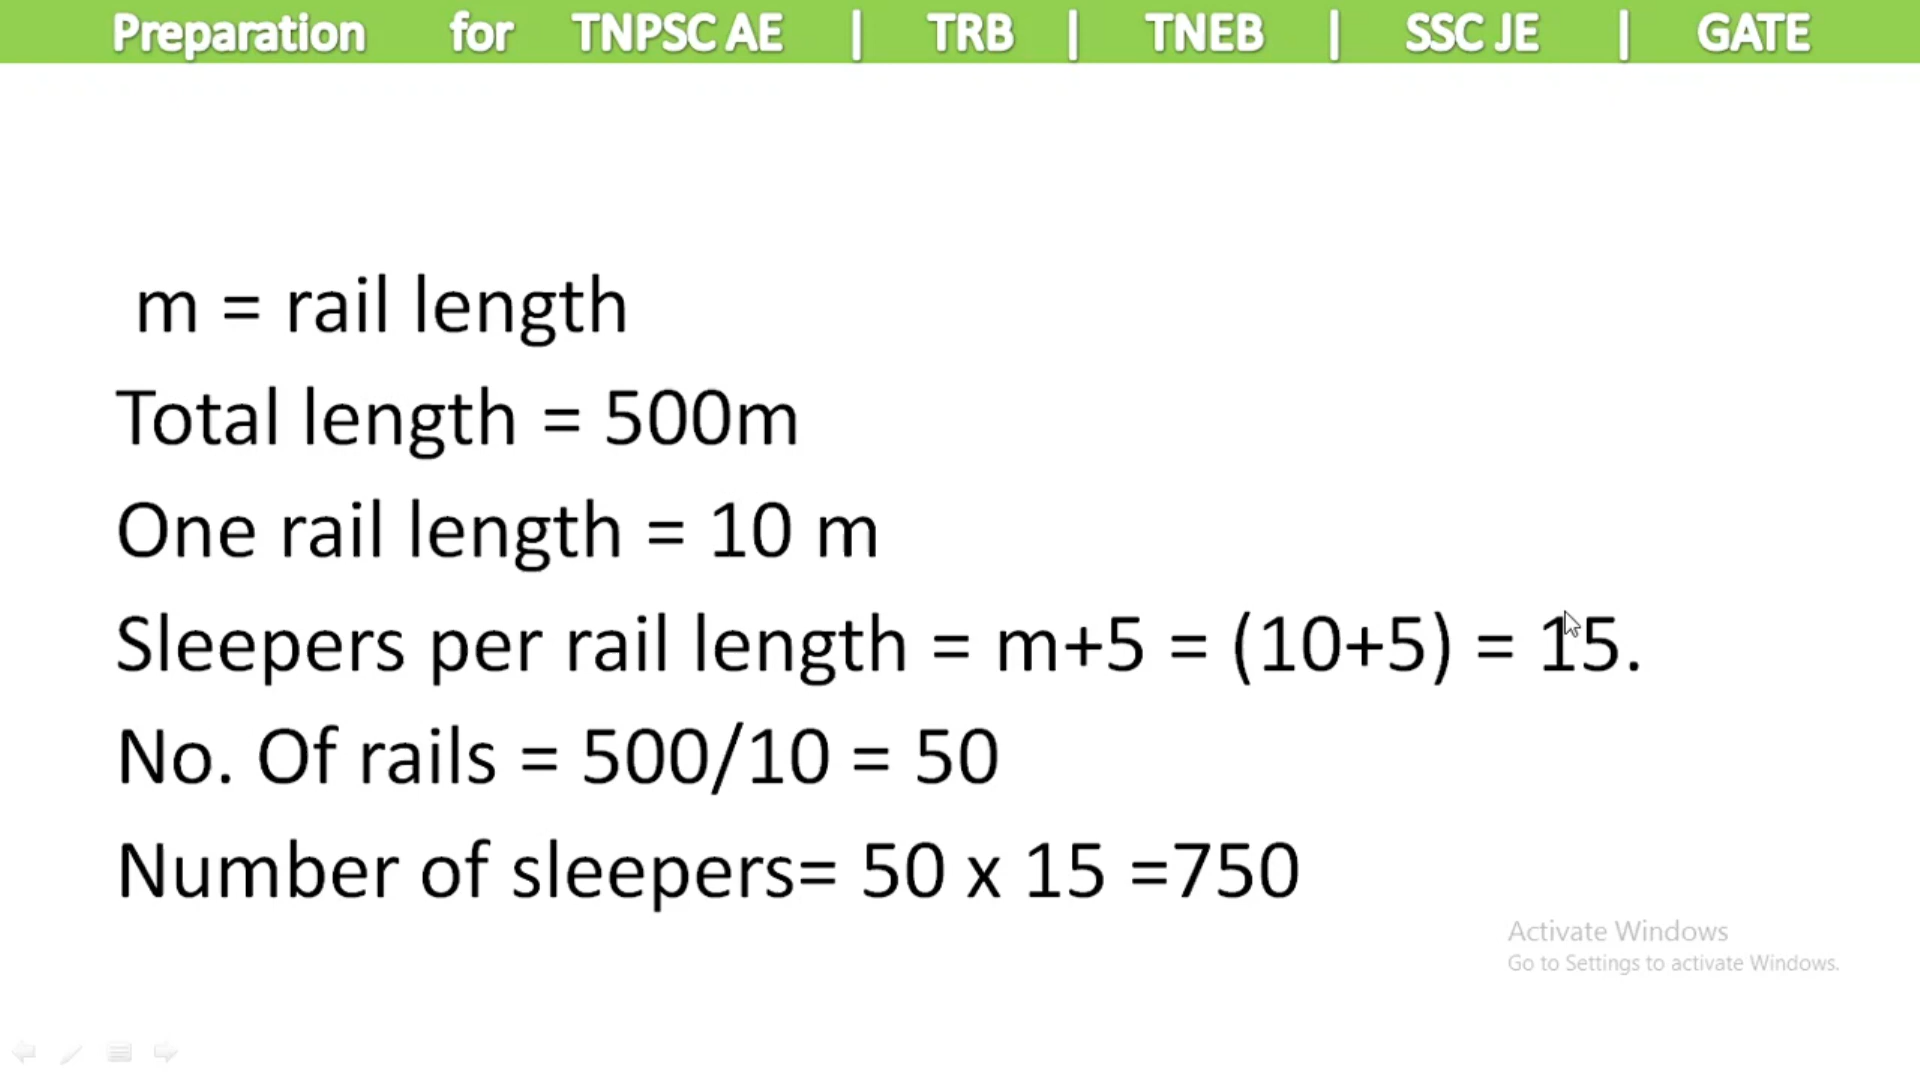 Preparation for TNPSC AE | TRB | TNEB | SSC JE | GATE
m = rail length
Total length = 500m
One rail length = 10 m
Sleepers per rail length = m+5 = (10+5) = 15.
No. Of rails = 500/10 = 50
Number of sleepers= 50 x 15 =750
Activate Windows
Go to Settings to activate Windows.